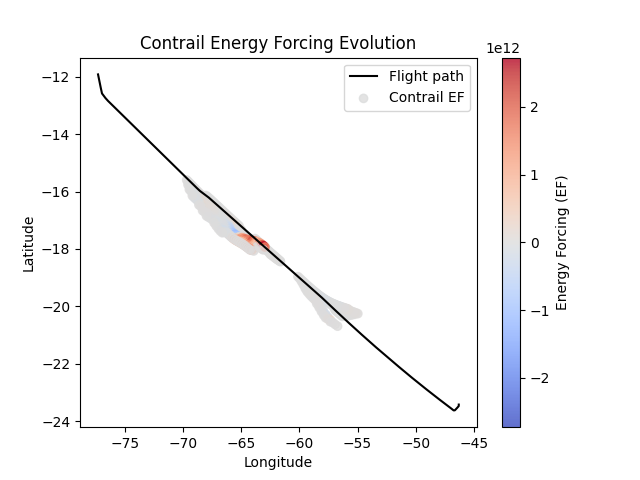 Contrail Energy Forcing Evolution
1e12
Flight path
Contrail EF
−12
−14
−16
−18
−20
−22
−24
Latitude
−75
−70
−65
−60
−55
−50
−45
Longitude
2
1
0
−1
−2
Energy Forcing (EF)